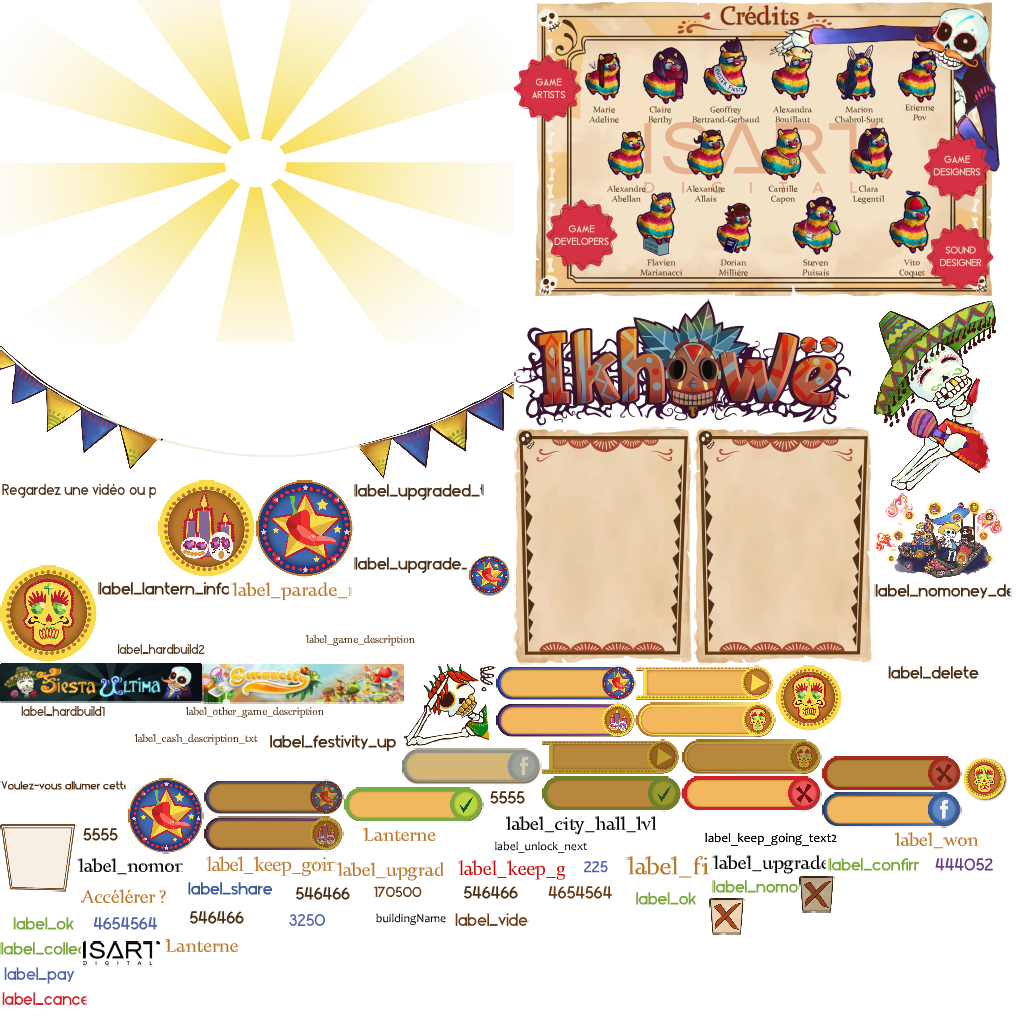 Crédits
GAME
ARTISTS
Marie
Adeline
Claire
Berthy
Geoffrey
Bertrand-Gerbaud
Alexandra
Bouillaut
Marion
Chabrol-Supt
Etienne
Pov
ISART
DIGITAL
GAME
DESIGNERS
Alexandre
Abellan
Alexandre
Allais
Camille
Capon
Clara
Legentil
GAME
DEVELOPERS
Flavien
Marianacci
Dorian
Millière
Steven
Puisais
Vito
Coquet
SOUND
DESIGNER
Ikhowë
Regardez une vidéo ou p
label_upgraded_
label_upgrade_
label_lantern_info
label_parade_
label_nomoney_de
label_game_description
label_hardbuild2
Fiesta Ultima
label_delete
label_hardbuild1
label_other_game_description
label_cash_description_txt
label_festivity_up
Voulez-vous allumer cette
5555
5555
Lanterne
label_city_hall_lvl
label_unlock_next
label_keep_going_text2
label_won
label_nomor
label_keep_goin
label_upgrad
label_keep_g
225
label_fi
label_upgrade
label_confirr
444052
Accélérer ?
label_share
546466
170500
546466
4654564
label_ok
label_nomo
label_ok
4654564
546466
3250
buildingName
label_vide
label_collec
ISART
DIGITAL
Lanterne
label_pay
label_cance